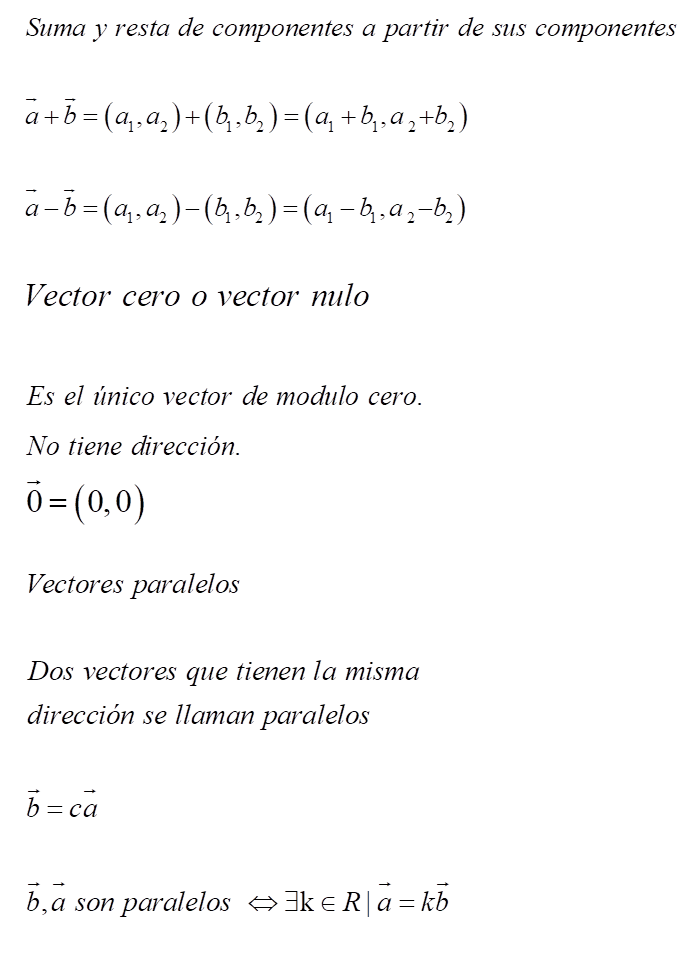 Suma y resta de componentes a partir de sus componentes
$\vec{a}+\vec{b}=(a_1,a_2)+(b_1,b_2)=(a_1+b_1,a_2+b_2)$
$\vec{a}-\vec{b}=(a_1,a_2)-(b_1,b_2)=(a_1-b_1,a_2-b_2)$
Vector cero o vector nulo
Es el único vector de modulo cero.
No tiene dirección.
$\vec{0}=(0,0)$
Vectores paralelos
Dos vectores que tienen la misma
dirección se llaman paralelos
$\vec{b}=c\vec{a}$
$\vec{b},\vec{a}$ son paralelos $\Leftrightarrow \exists k \in R | \vec{a}=k\vec{b}$